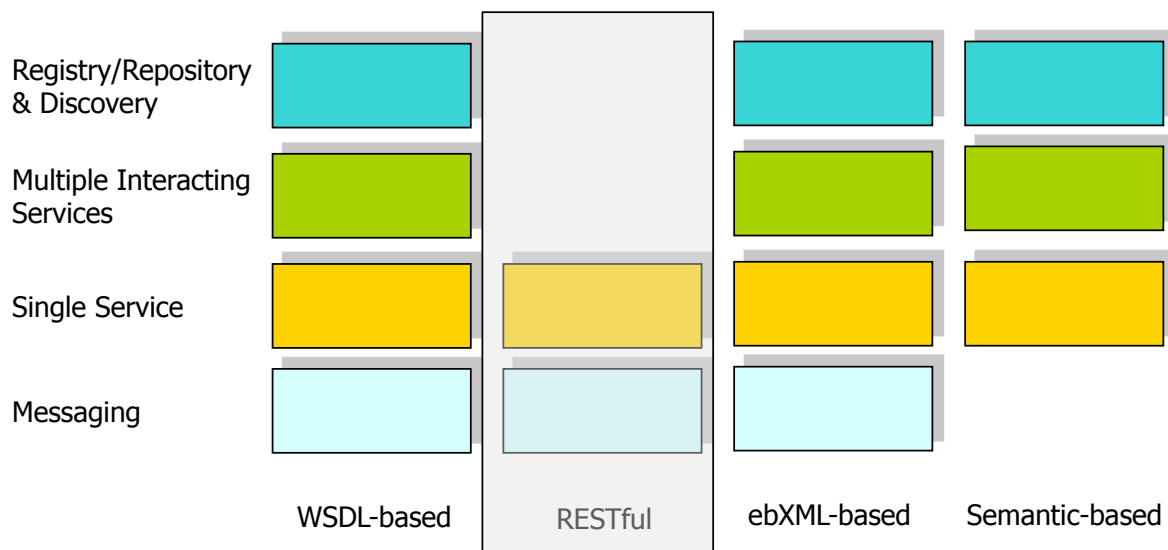 Registry/Repository
& Discovery
Multiple Interacting
Services
Single Service
Messaging
WSDL-based
RESTful
ebXML-based
Semantic-based